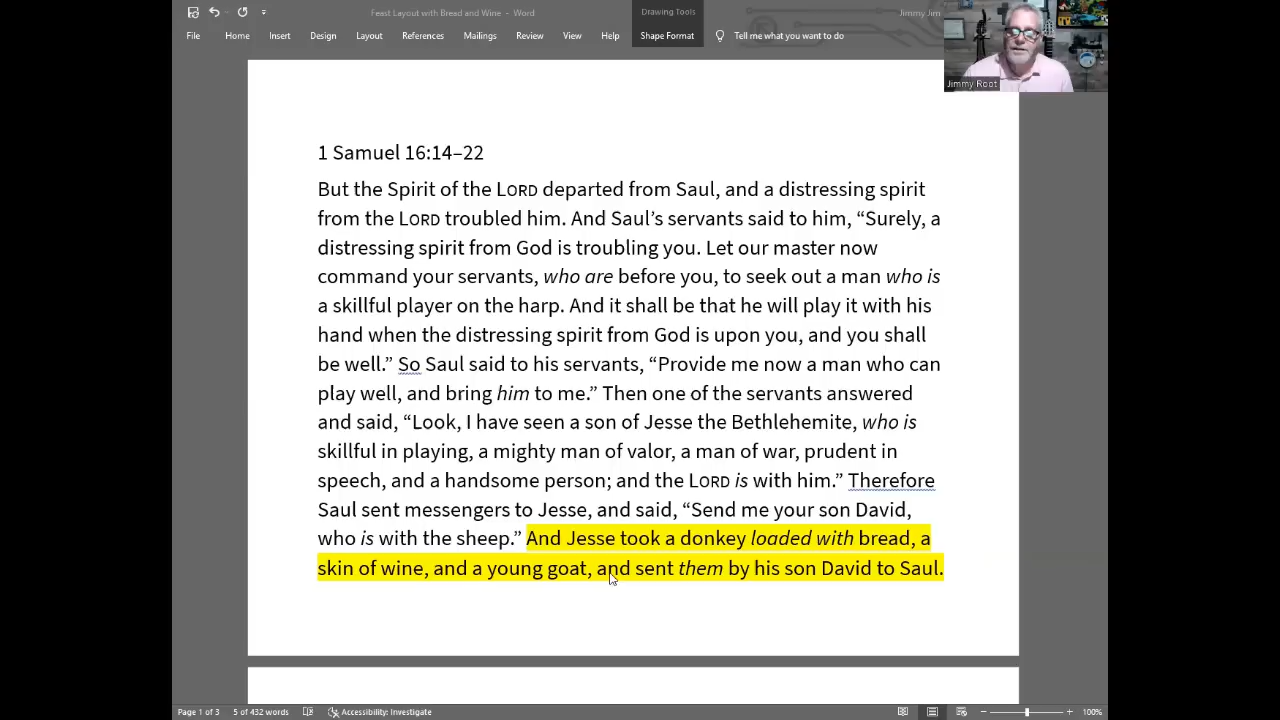 Feast Layout with Bread and Wine - Word
Drawing Tools
Jimmy Jim
File Home Insert Design Layout References Mailings Review View Help Shape Format Tell me what you want to do
Jimmy Root
1 Samuel 16:14–22
But the Spirit of the LORD departed from Saul, and a distressing spirit
from the LORD troubled him. And Saul’s servants said to him, “Surely, a
distressing spirit from God is troubling you. Let our master now
command your servants, who are before you, to seek out a man who is
a skillful player on the harp. And it shall be that he will play it with his
hand when the distressing spirit from God is upon you, and you shall
be well.” So Saul said to his servants, “Provide me now a man who can
play well, and bring him to me.” Then one of the servants answered
and said, “Look, I have seen a son of Jesse the Bethlehemite, who is
skillful in playing, a mighty man of valor, a man of war, prudent in
speech, and a handsome person; and the LORD is with him.” Therefore
Saul sent messengers to Jesse, and said, “Send me your son David,
who is with the sheep.” And Jesse took a donkey loaded with bread, a
skin of wine, and a young goat, and sent them by his son David to Saul.
Page 1 of 3 5 of 432 words Accessibility: Investigate 100%